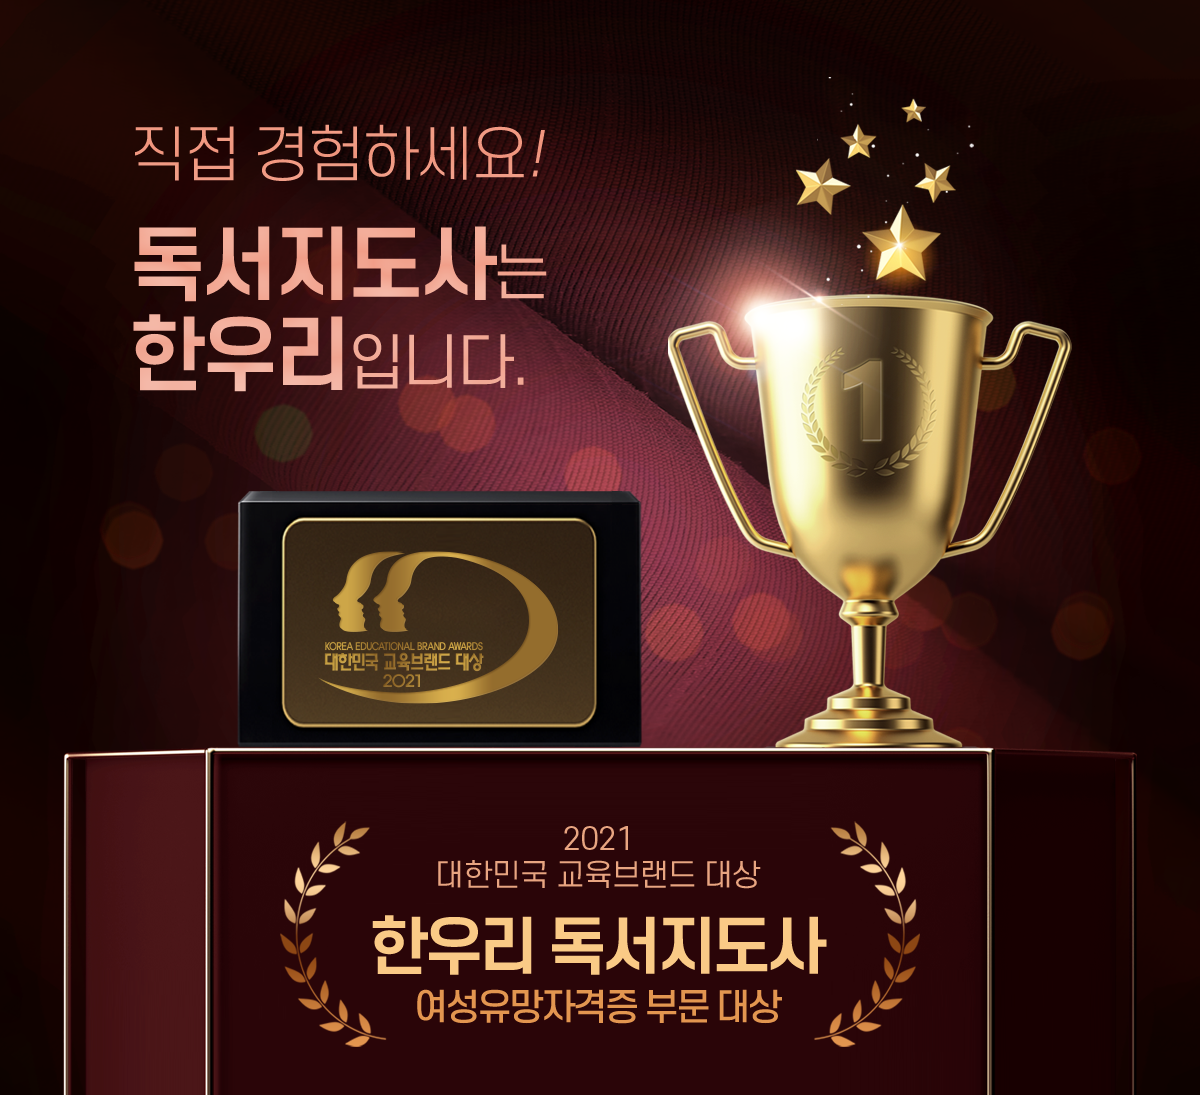 직접 경험하세요!
독서지도사는
한우리입니다.
1
KOREA EDUCATIONAL BRAND AWARDS
대한민국 교육브랜드 대상
2021
2021
대한민국 교육브랜드 대상
한우리 독서지도사
여성유망자격증 부문 대상